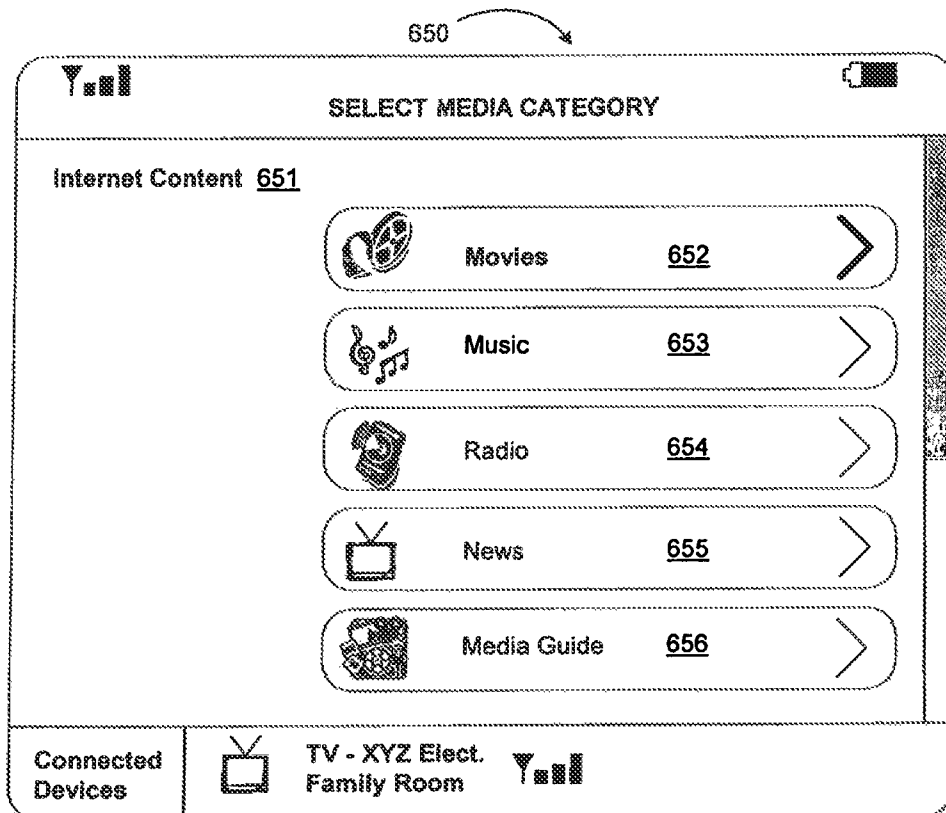 650
SELECT MEDIA CATEGORY
Internet Content 651
Movies 652
Music 653
Radio 654
News 655
Media Guide 656
Connected Devices
TV - XYZ Elect.
Family Room